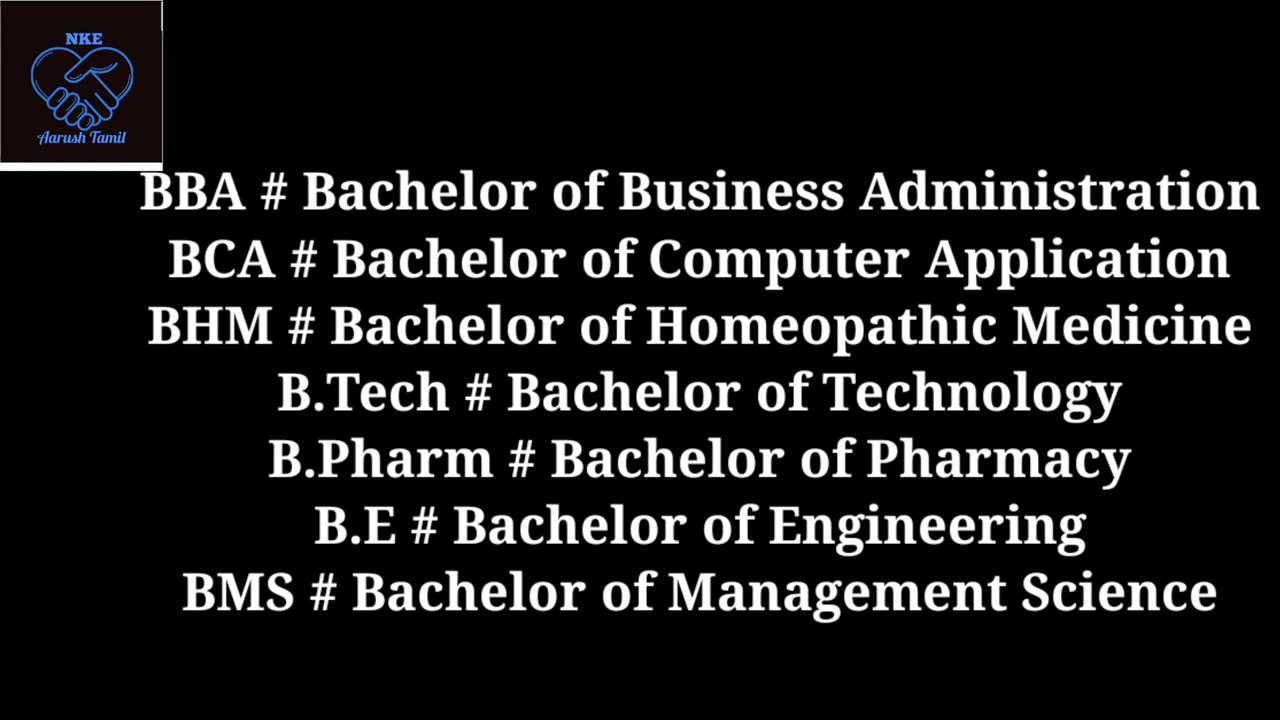 NKE
Aarush Tamil
BBA # Bachelor of Business Administration
BCA # Bachelor of Computer Application
BHM # Bachelor of Homeopathic Medicine
B.Tech # Bachelor of Technology
B.Pharm # Bachelor of Pharmacy
B.E # Bachelor of Engineering
BMS # Bachelor of Management Science